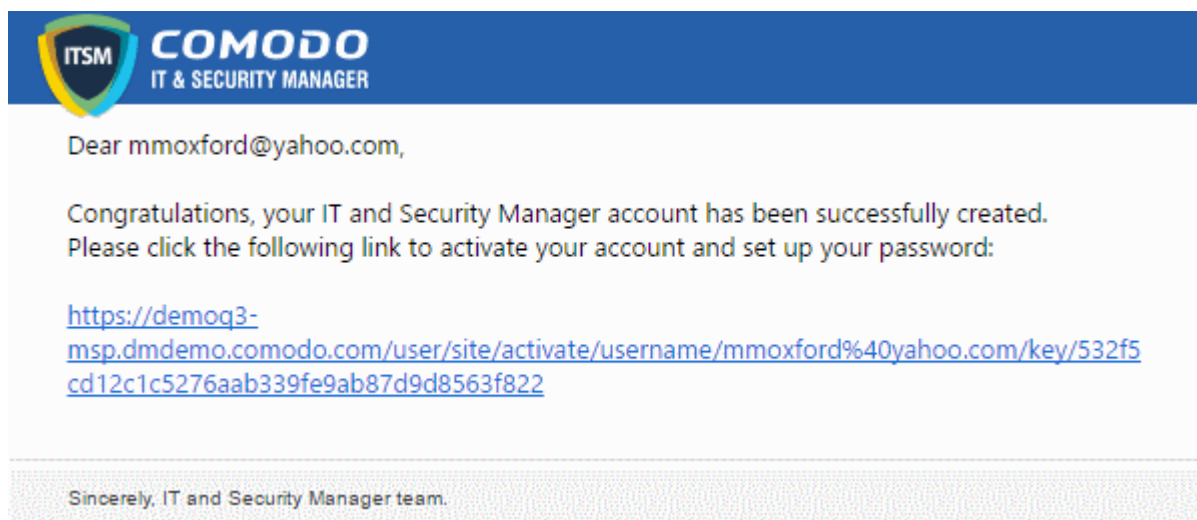 ITSM
COMODO
IT & SECURITY MANAGER
Dear mmoxford@yahoo.com,
Congratulations, your IT and Security Manager account has been successfully created.
Please click the following link to activate your account and set up your password:
https://demoq3-
msp.dmdemo.comodo.com/user/site/activate/username/mmoxford%40yahoo.com/key/532f5
cd12c1c5276aab339fe9ab87d9d8563f822
Sincerely, IT and Security Manager team.